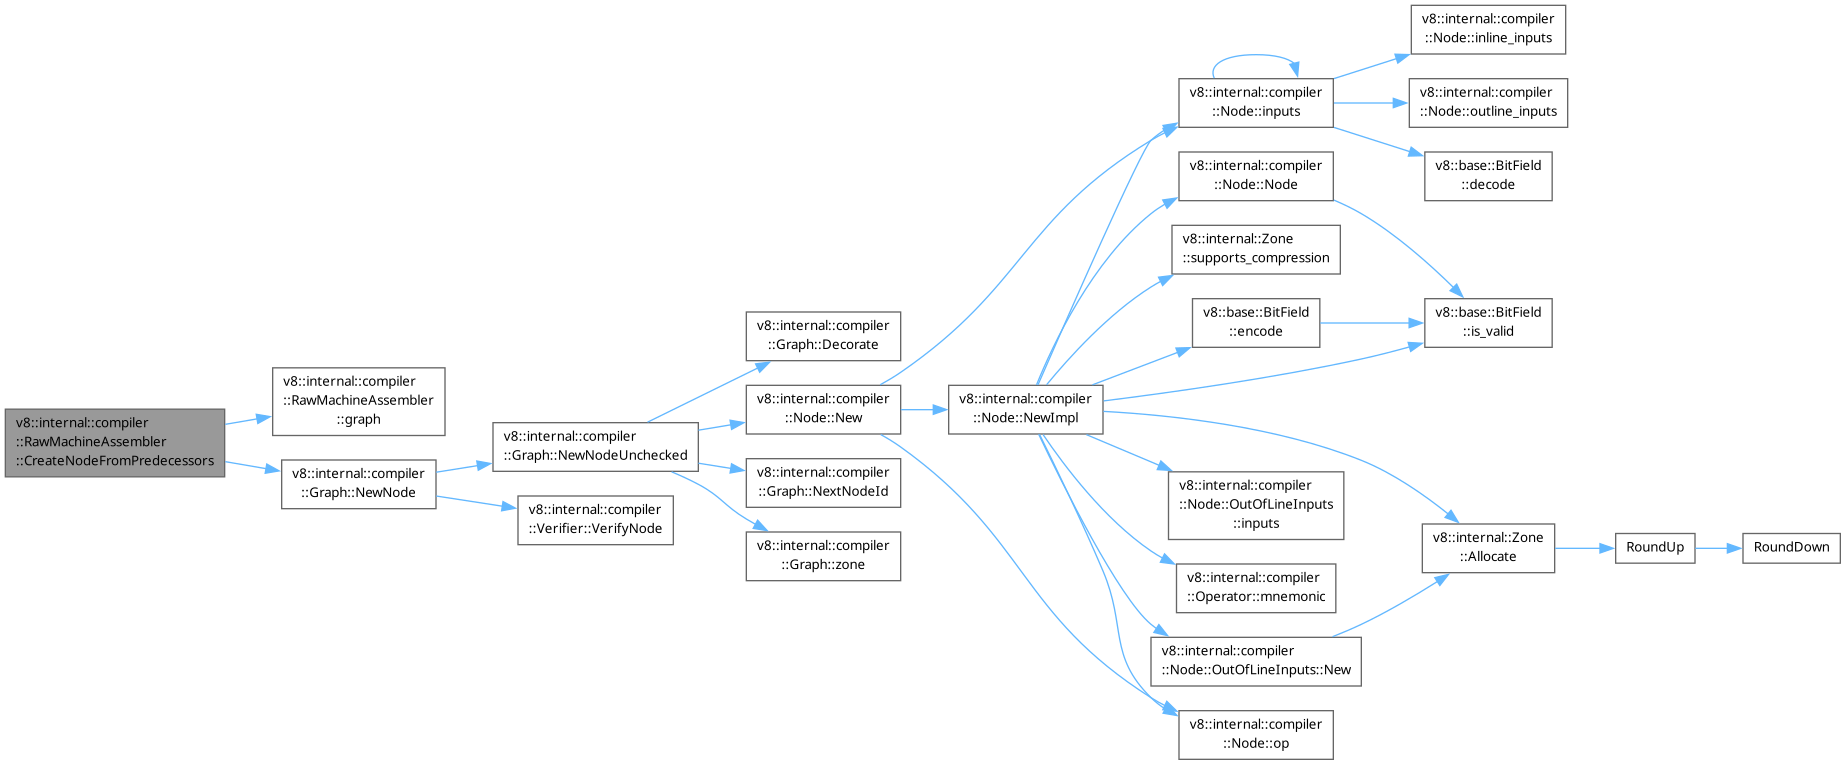 v8::internal::compiler
::RawMachineAssembler
::CreateNodeFromPredecessors
v8::internal::compiler
::RawMachineAssembler
::graph
v8::internal::compiler
::Graph::NewNode
v8::internal::compiler
::Graph::NewNodeUnchecked
v8::internal::compiler
::Verifier::VerifyNode
v8::internal::compiler
::Graph::Decorate
v8::internal::compiler
::Node::New
v8::internal::compiler
::Graph::NextNodeId
v8::internal::compiler
::Graph::zone
v8::internal::compiler
::Node::NewImpl
v8::internal::compiler
::Node::inputs
v8::internal::compiler
::Node::Node
v8::internal::Zone
::supports_compression
v8::base::BitField
::encode
v8::internal::compiler
::Node::OutOfLineInputs
::inputs
v8::internal::compiler
::Operator::mnemonic
v8::internal::compiler
::Node::OutOfLineInputs::New
v8::internal::compiler
::Node::op
v8::internal::compiler
::Node::inline_inputs
v8::internal::compiler
::Node::outline_inputs
v8::base::BitField
::decode
v8::base::BitField
::is_valid
v8::internal::Zone
::Allocate
RoundUp
RoundDown